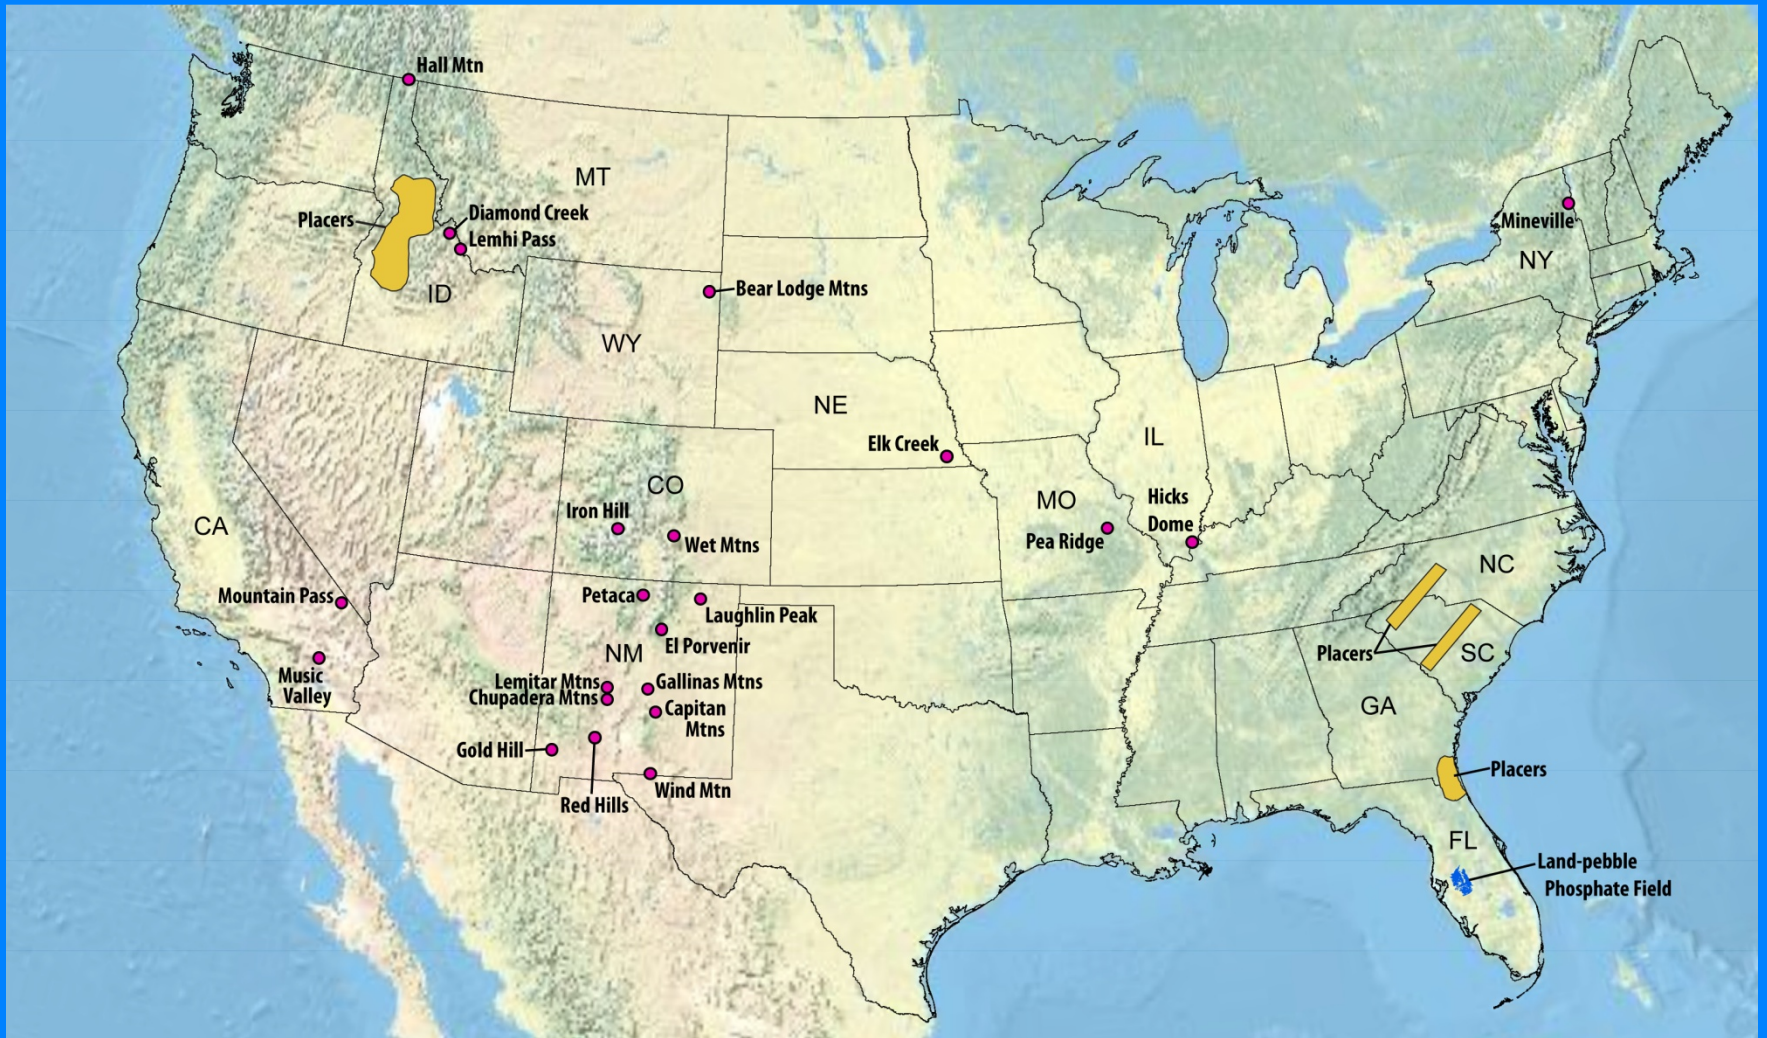 Hall Mtn
MT
Placers
Diamond Creek
Lemhi Pass
ID
Mineville
NY
Bear Lodge Mtns
WY
NE
Elk Creek
IL
CO
MO
Hicks
Dome
Iron Hill
Wet Mtns
Pea Ridge
CA
NC
Mountain Pass
Petaca
Laughlin Peak
El Porvenir
NM
Placers
SC
Music
Valley
Lemitar Mtns
Chupadera Mtns
Gallinas Mtns
Capitan
Mtns
GA
Gold Hill
Red Hills
Wind Mtn
Placers
FL
Land-pebble
Phosphate Field